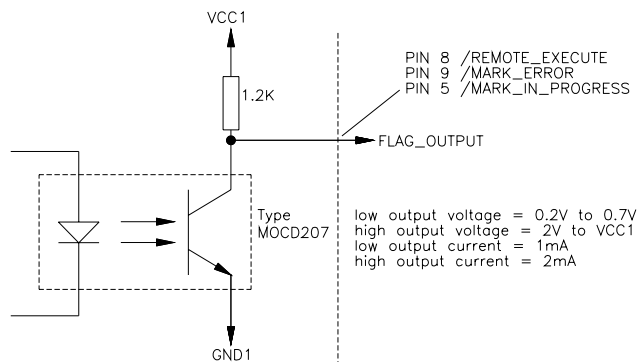 VCC1
PIN 8 /REMOTE_EXECUTE
PIN 9 /MARK_ERROR
PIN 5 /MARK_IN_PROGRESS
1.2K
FLAG_OUTPUT
Type
MOCD207
low output voltage = 0.2V to 0.7V
high output voltage = 2V to VCC1
low output current = 1mA
high output current = 2mA
GND1